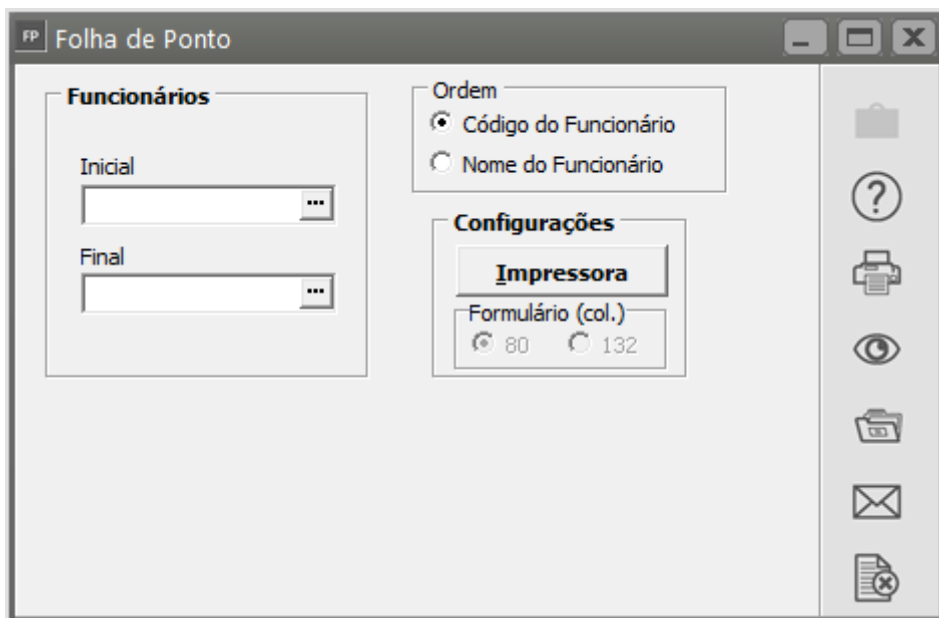 FP Folha de Ponto
Funcionários
Inicial
...
Final
...
Ordem
Código do Funcionário
Nome do Funcionário
Configurações
Impressora
Formulário (col.)
80 132
?